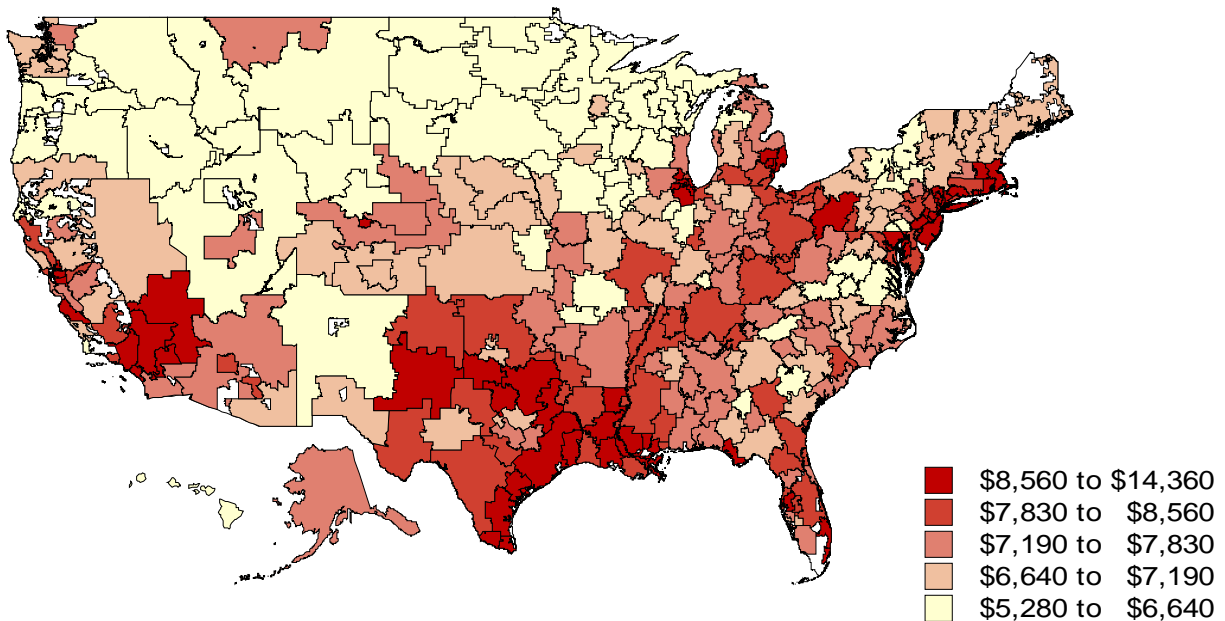 $8,560 to $14,360
$7,830 to $8,560
$7,190 to $7,830
$6,640 to $7,190
$5,280 to $6,640